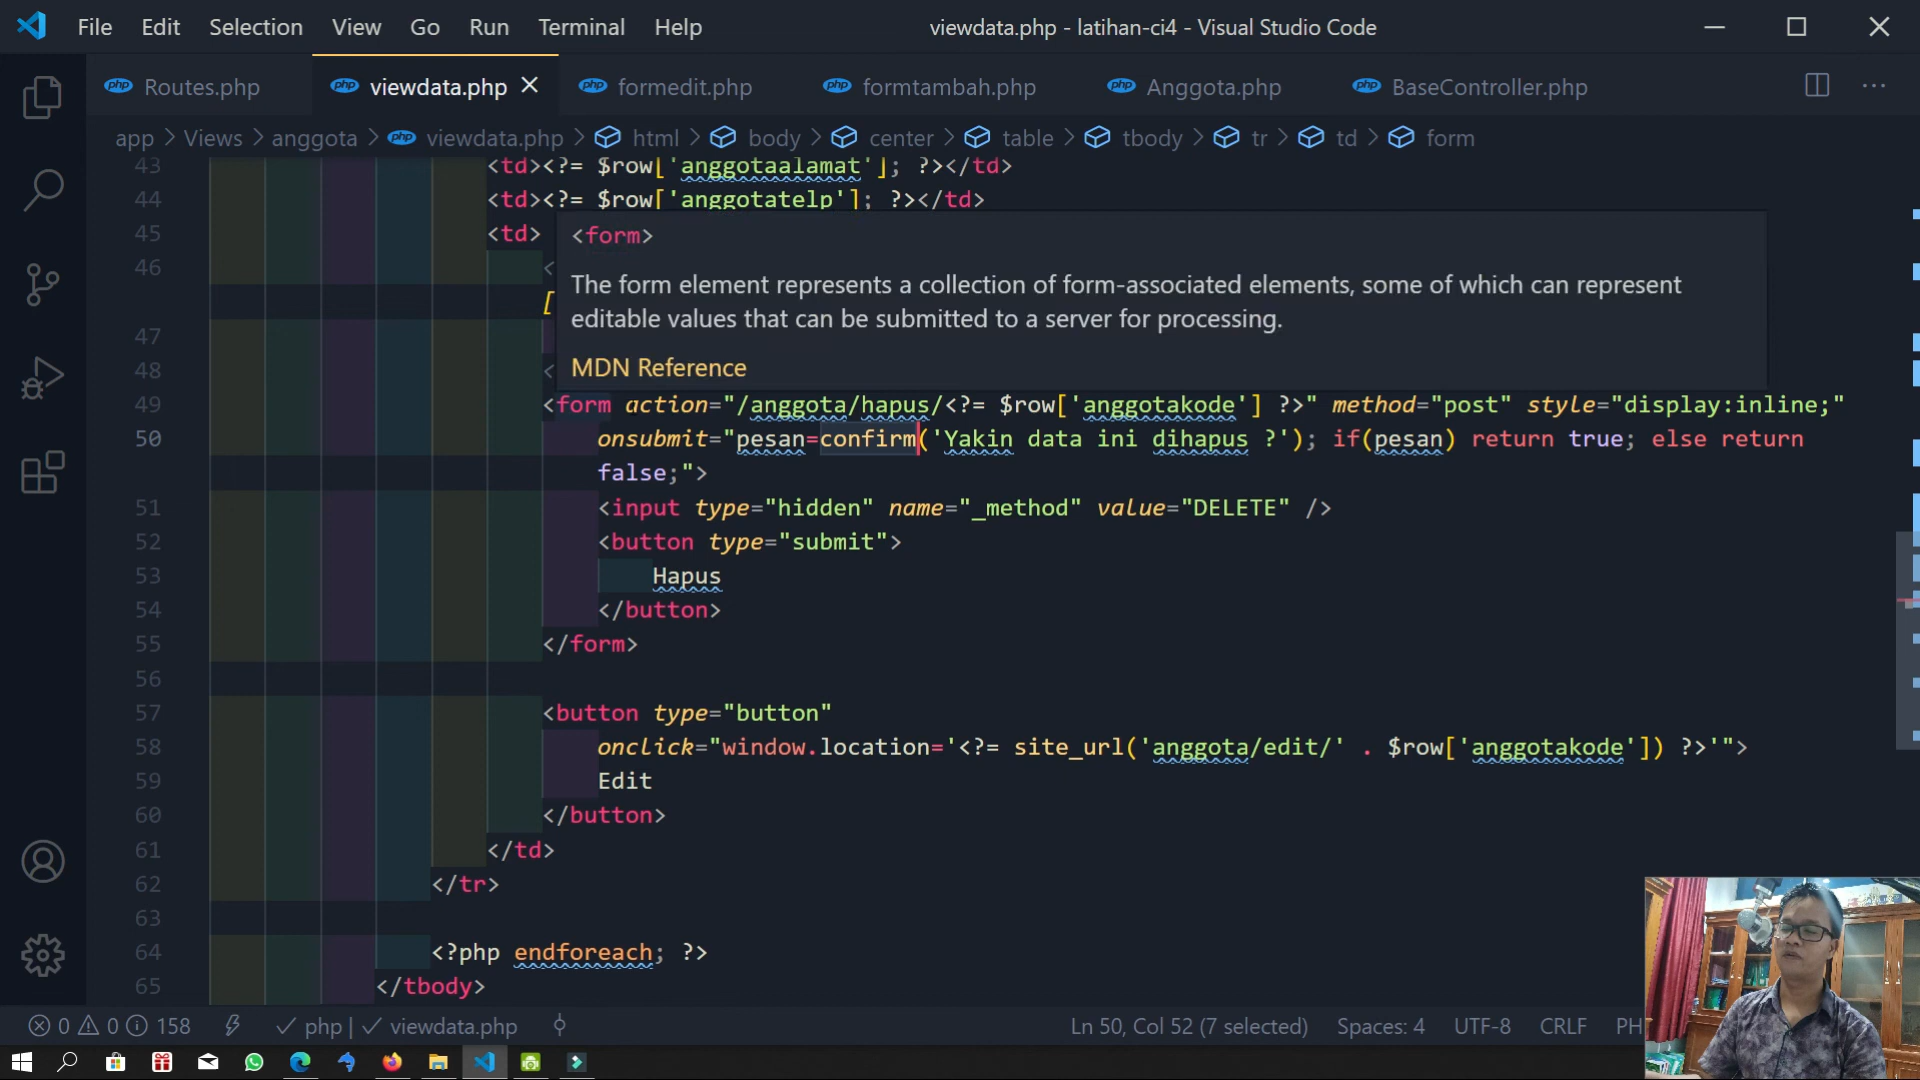 File Edit Selection View Go Run Terminal Help viewdata.php - latihan-ci4 - Visual Studio Code
php Routes.php php viewdata.php php formedit.php php formtambah.php php Anggota.php php BaseController.php
app > Views > anggota > php viewdata.php > html > body > center > table > tbody > tr > td > form
43 <td><?= $row['anggotaalamat']; ?></td>
44 <td><?= $row['anggotatelp']; ?></td>
45 <td>
<form>
46 <
The form element represents a collection of form-associated elements, some of which can represent
[
editable values that can be submitted to a server for processing.
47
48 <
MDN Reference
49 <form action="/anggota/hapus/<?= $row['anggotakode'] ?>" method="post" style="display:inline;"
50 onsubmit="pesan=confirm('Yakin data ini dihapus ?'); if(pesan) return true; else return
false;">
51 <input type="hidden" name="_method" value="DELETE" />
52 <button type="submit">
53 Hapus
54 </button>
55 </form>
56
57 <button type="button"
58 onclick="window.location='<?= site_url('anggota/edit/' . $row['anggotakode']) ?>'">
59 Edit
60 </button>
61 </td>
62 </tr>
63
64 <?php endforeach; ?>
65 </tbody>
0 0 158 php | viewdata.php Ln 50, Col 52 (7 selected) Spaces: 4 UTF-8 CRLF PH